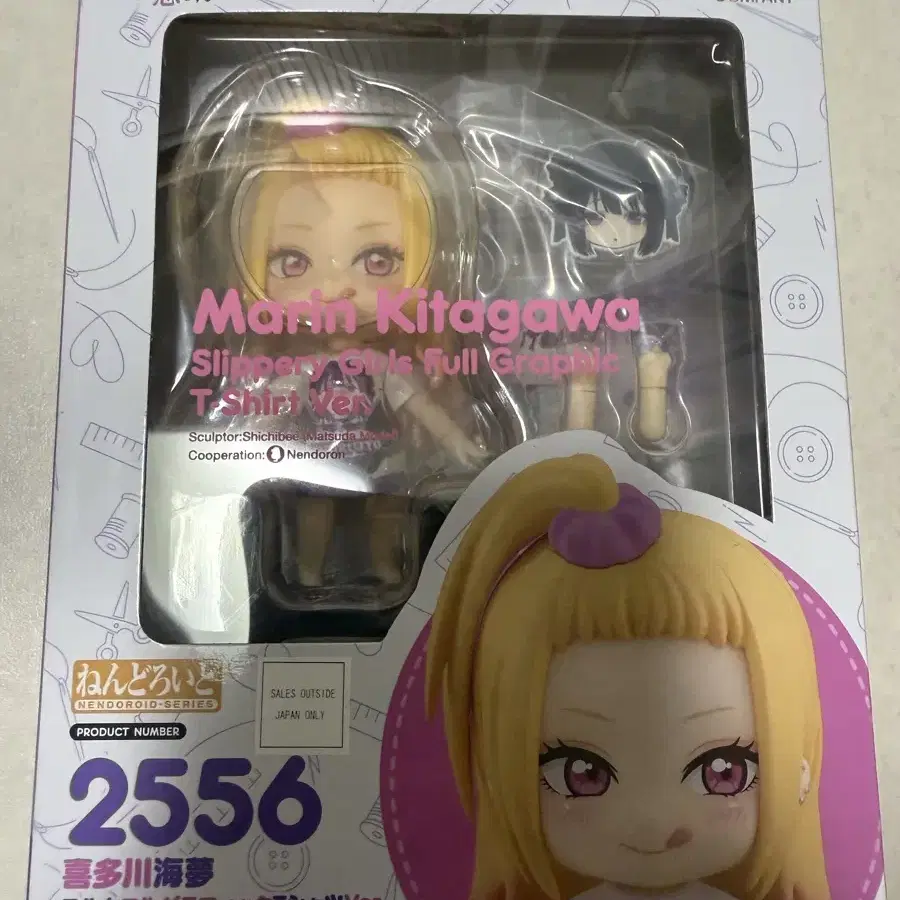 COMPANY
Marin Kitagawa
Slippery Girls Full Graphic
T-Shirt Ver.
Sculptor:Shichibee (Matsuda Model)
Cooperation: Nendoron
ねんどろいど
NENDOROID-SERIES
SALES OUTSIDE
JAPAN ONLY
PRODUCT NUMBER
2556
喜多川海夢